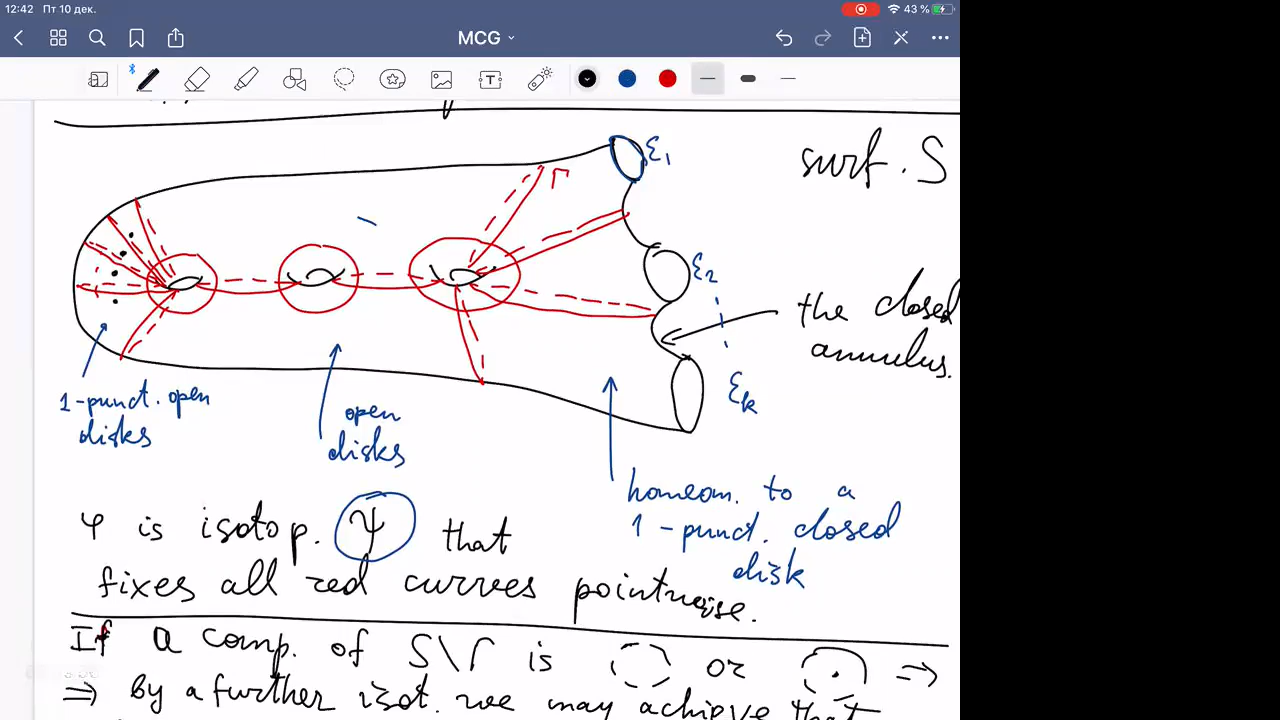 12:42 Пт 10 дек.
43 %
MCG
surf. S
Γ
ε₁
ε₂
εₖ
the closed
annulus.
1-punct. open
disks
open
disks
homeom. to a
1-punct. closed
disk
φ is isotop. ψ that
fixes all red curves pointwise.
If a comp. of S\Γ is or ⇒
⇒ by a further isot. we may achieve that